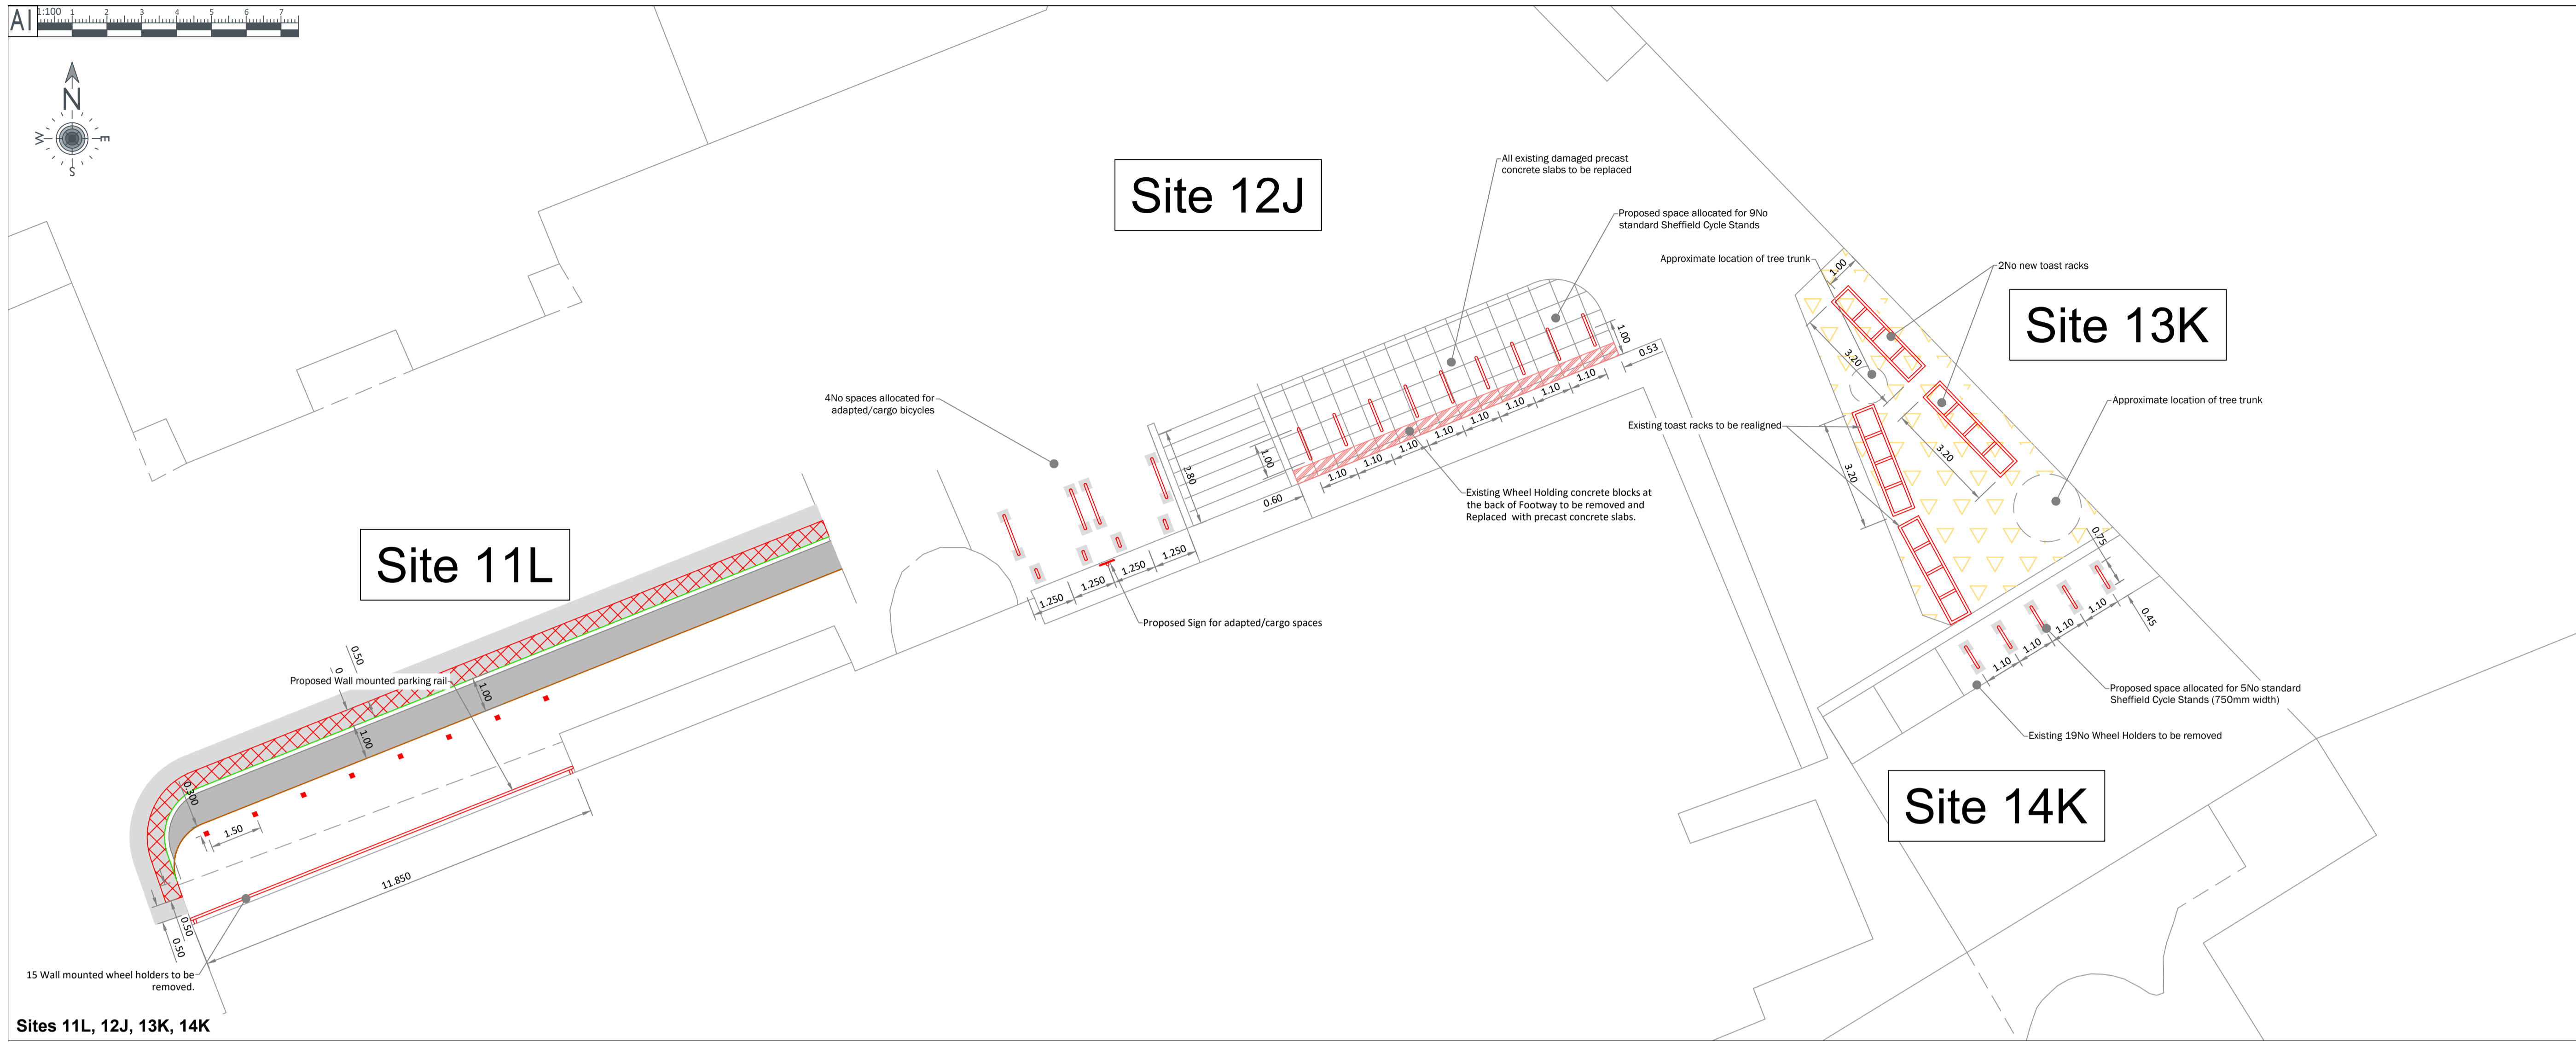 A1
1:100 1 2 3 4 5 6 7
N
W E
S
Site 12J
All existing damaged precast
concrete slabs to be replaced
Proposed space allocated for 9No
standard Sheffield Cycle Stands
Approximate location of tree trunk
1.00
2No new toast racks
Site 13K
1.00
0.53
3.20
4No spaces allocated for
adapted/cargo bicycles
1.10
1.10
1.10
1.10
1.10
1.10
1.10
1.10
Approximate location of tree trunk
Existing toast racks to be realigned
3.20
3.20
1.00
2.80
0.60
Existing Wheel Holding concrete blocks at
the back of Footway to be removed and
Replaced with precast concrete slabs.
Site 11L
0.75
1.250
1.250
1.250
1.250
Proposed Sign for adapted/cargo spaces
1.10
1.10
1.10
1.10
0.45
0.50
0
Proposed Wall mounted parking rail
1.00
1.00
Proposed space allocated for 5No standard
Sheffield Cycle Stands (750mm width)
Existing 19No Wheel Holders to be removed
Site 14K
0.300
1.50
11.850
0.50
0.50
15 Wall mounted wheel holders to be
removed.
Sites 11L, 12J, 13K, 14K